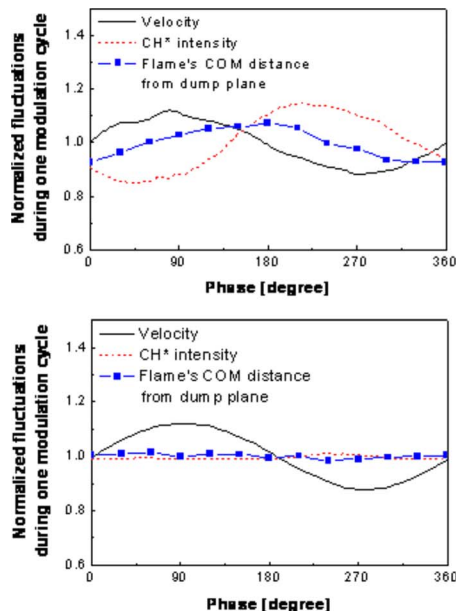 Normalized fluctuations
during one modulation cycle
1.4
1.2
1.0
0.8
0.6
Velocity
CH* intensity
Flame's COM distance
from dump plane
0
90
180
270
360
Phase [degree]
Normalized fluctuations
during one modulation cycle
1.4
1.2
1.0
0.8
0.6
Velocity
CH* intensity
Flame's COM distance
from dump plane
0
90
180
270
360
Phase [degree]